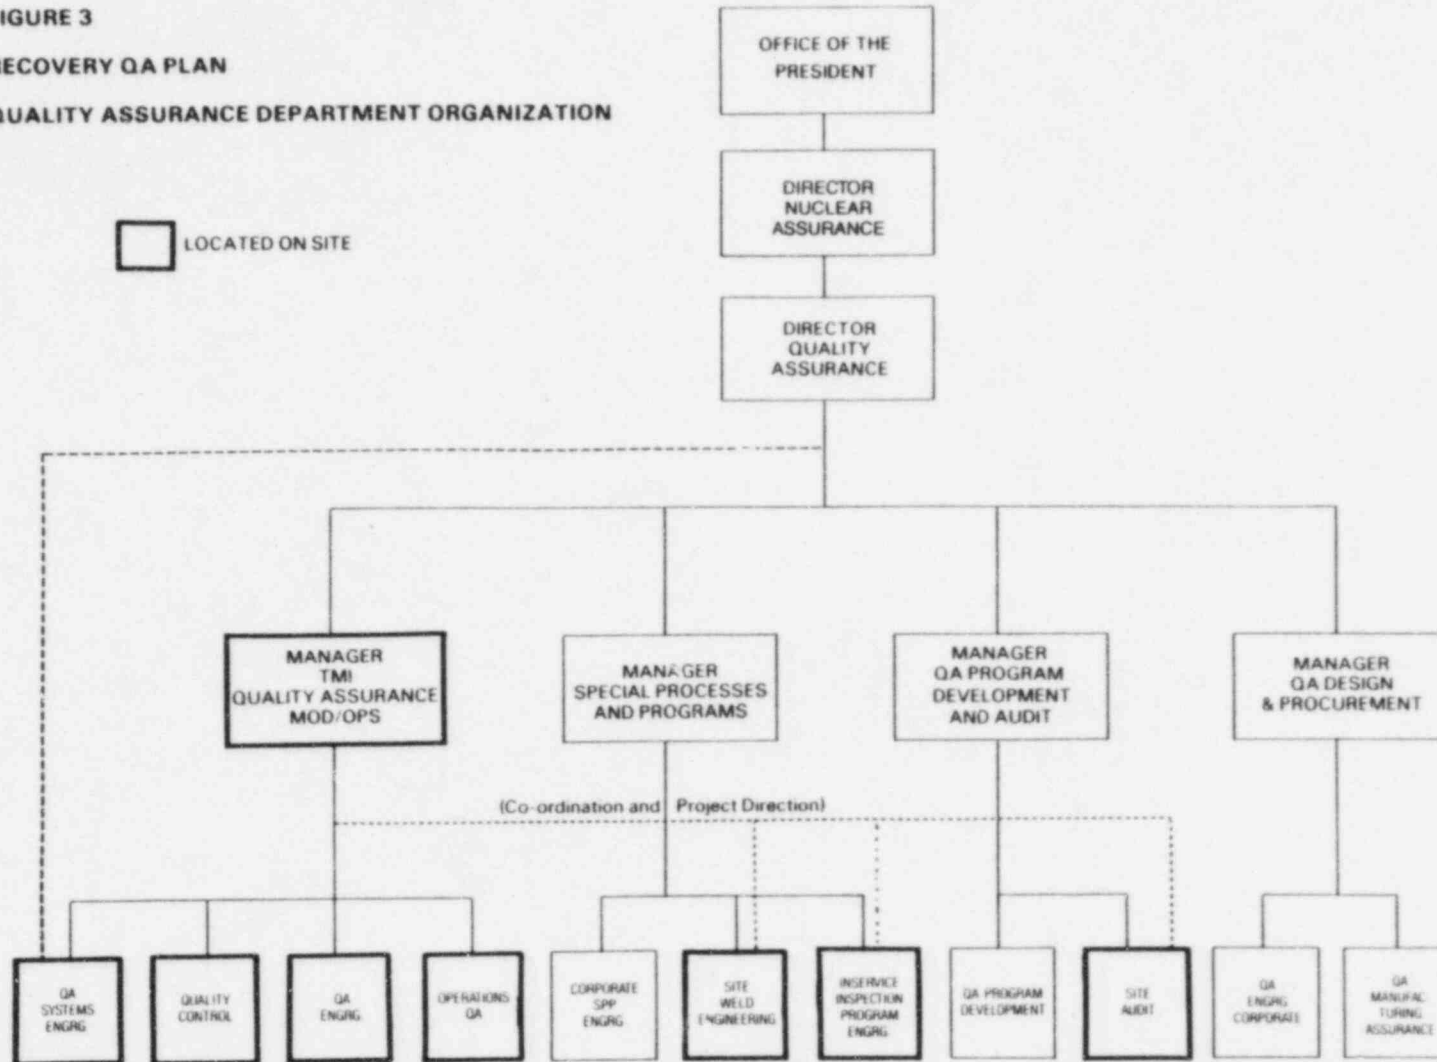 FIGURE 3
RECOVERY QA PLAN
QUALITY ASSURANCE DEPARTMENT ORGANIZATION
LOCATED ON SITE
OFFICE OF THE
PRESIDENT
DIRECTOR
NUCLEAR
ASSURANCE
DIRECTOR
QUALITY
ASSURANCE
MANAGER
TMI
QUALITY ASSURANCE
MOD/OPS
MANAGER
SPECIAL PROCESSES
AND PROGRAMS
MANAGER
QA PROGRAM
DEVELOPMENT
AND AUDIT
MANAGER
QA DESIGN
& PROCUREMENT
(Co-ordination and Project Direction)
QA
SYSTEMS
ENGRG.
QUALITY
CONTROL
QA
ENGRG
OPERATIONS
QA
CORPORATE
SPP
ENGRG
SITE
WELD
ENGINEERING
INSERVICE
INSPECTION
PROGRAM
ENGRG.
QA PROGRAM
DEVELOPMENT
SITE
AUDIT
QA
ENGRG
CORPORATE
QA
MANUFAC
TURING
ASSURANCE